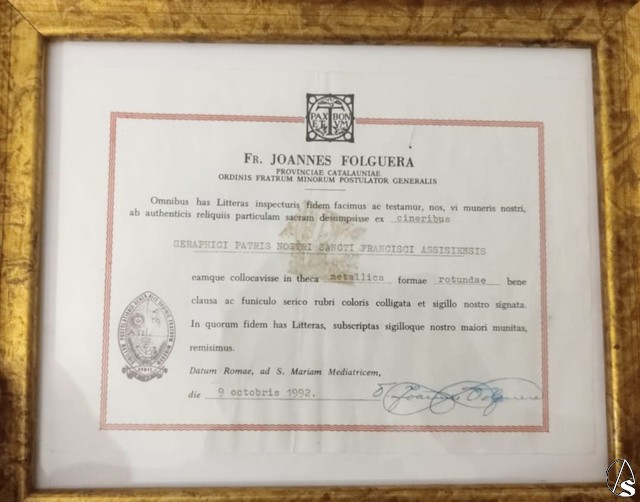 PAX BON
ET VM
FR. JOANNES FOLGUERA
PROVINCIAE CATALAUNIAE
ORDINIS FRATRUM MINORUM POSTULATOR GENERALIS
Omnibus has Litteras inspecturis fidem facimus ac testamur, nos, vi muneris nostri,
ab authenticis reliquiis particulam sacram desumpsisse ex cineribus
SERAPHICI PATRIS NOSTRI SANCTI FRANCISCI ASSISIENSIS
eamque collocavisse in theca metallica formae rotundae bene
clausa ac funiculo serico rubri coloris colligata et sigillo nostro signata.
In quorum fidem has Litteras, subscriptas sigilloque nostro maiori munitas,
remisimus.
Datum Romae, ad S. Mariam Mediatricem,
die 9 octobris 1992.